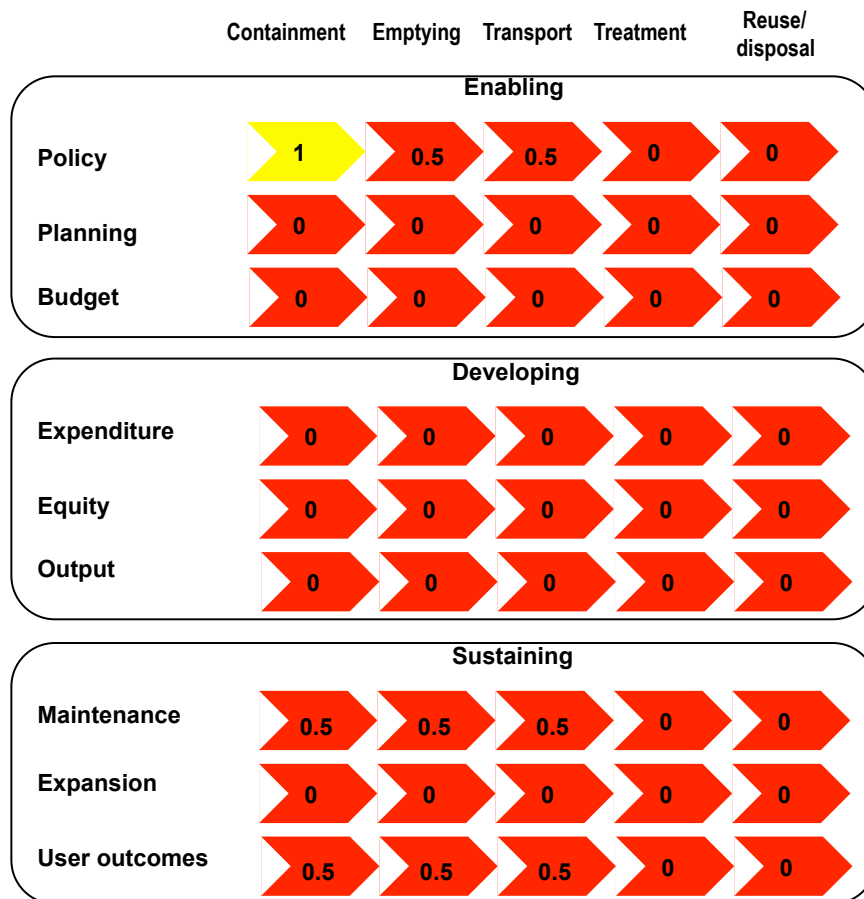 Containment Emptying Transport Treatment Reuse/
disposal
Enabling
Policy 1 0.5 0.5 0 0
Planning 0 0 0 0 0
Budget 0 0 0 0 0
Developing
Expenditure 0 0 0 0 0
Equity 0 0 0 0 0
Output 0 0 0 0 0
Sustaining
Maintenance 0.5 0.5 0.5 0 0
Expansion 0 0 0 0 0
User outcomes 0.5 0.5 0.5 0 0